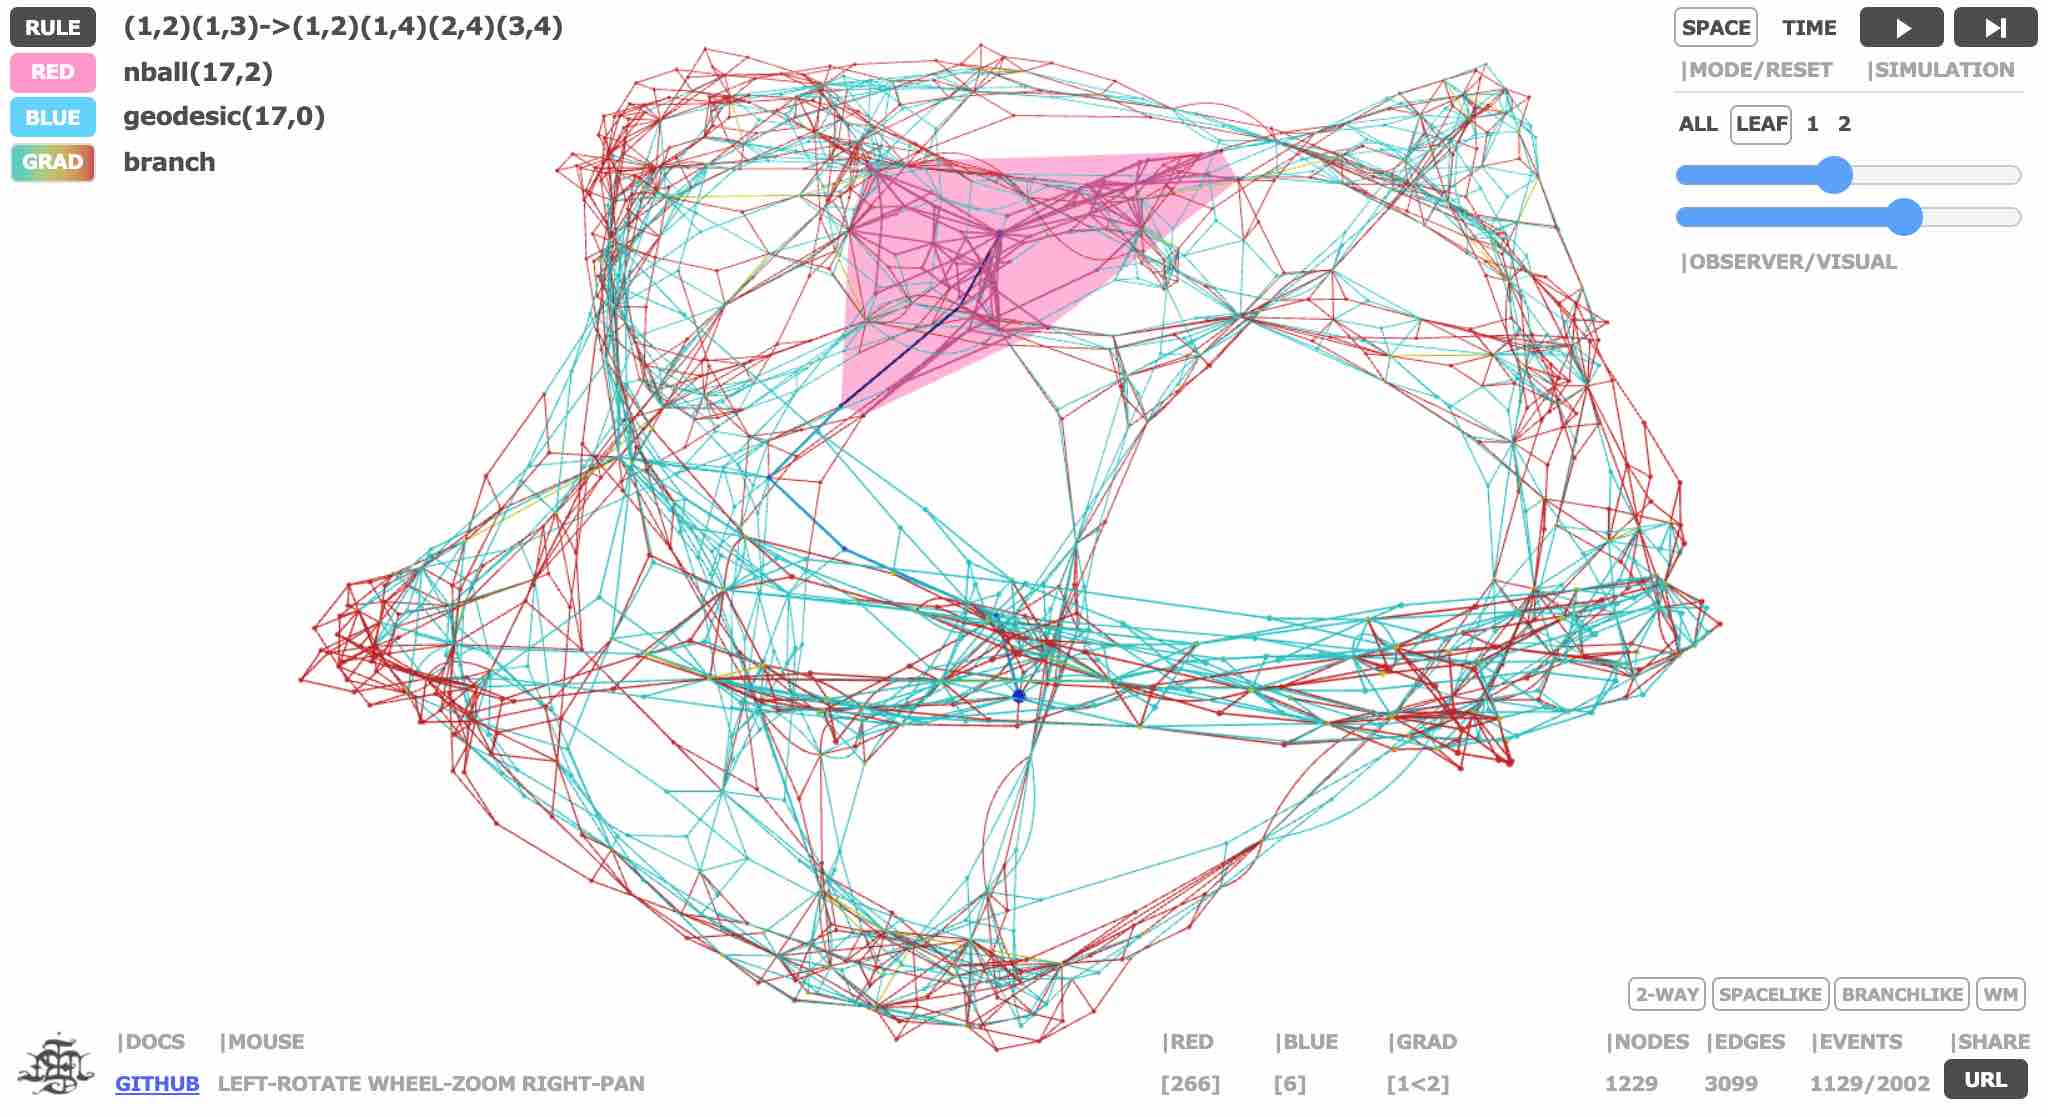 RULE (1,2)(1,3)->(1,2)(1,4)(2,4)(3,4)
RED nball(17,2)
BLUE geodesic(17,0)
GRAD branch
SPACE TIME
|MODE/RESET |SIMULATION
ALL LEAF 1 2
|OBSERVER/VISUAL
2-WAY SPACELIKE BRANCHLIKE WM
|DOCS |MOUSE |RED |BLUE |GRAD |NODES |EDGES |EVENTS |SHARE
GITHUB LEFT-ROTATE WHEEL-ZOOM RIGHT-PAN [266] [6] [1<2] 1229 3099 1129/2002 URL